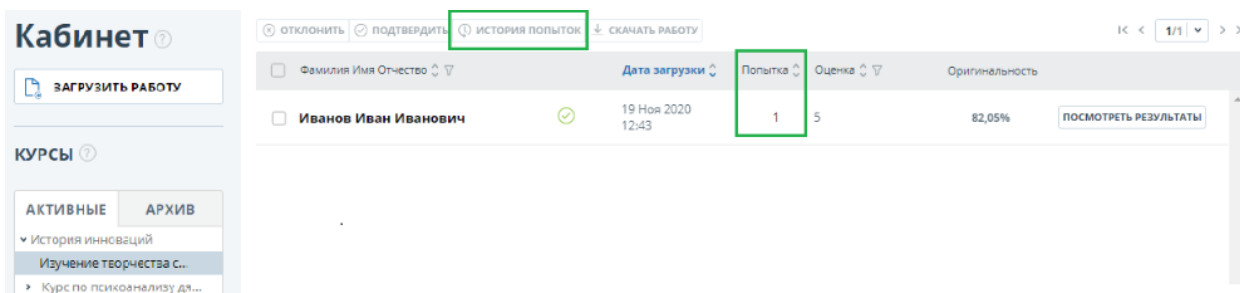 Кабинет
ЗАГРУЗИТЬ РАБОТУ
КУРСЫ
АКТИВНЫЕ АРХИВ
История инноваций
Изучение творчества с...
Курс по психоанализу дл...
ОТКЛОНИТЬ ПОДТВЕРДИТЬ ИСТОРИЯ ПОПЫТОК СКАЧАТЬ РАБОТУ
1/1
Фамилия Имя Отчество Дата загрузки Попытка Оценка Оригинальность
Иванов Иван Иванович 19 Ноя 2020 12:43 1 5 82,05% ПОСМОТРЕТЬ РЕЗУЛЬТАТЫ